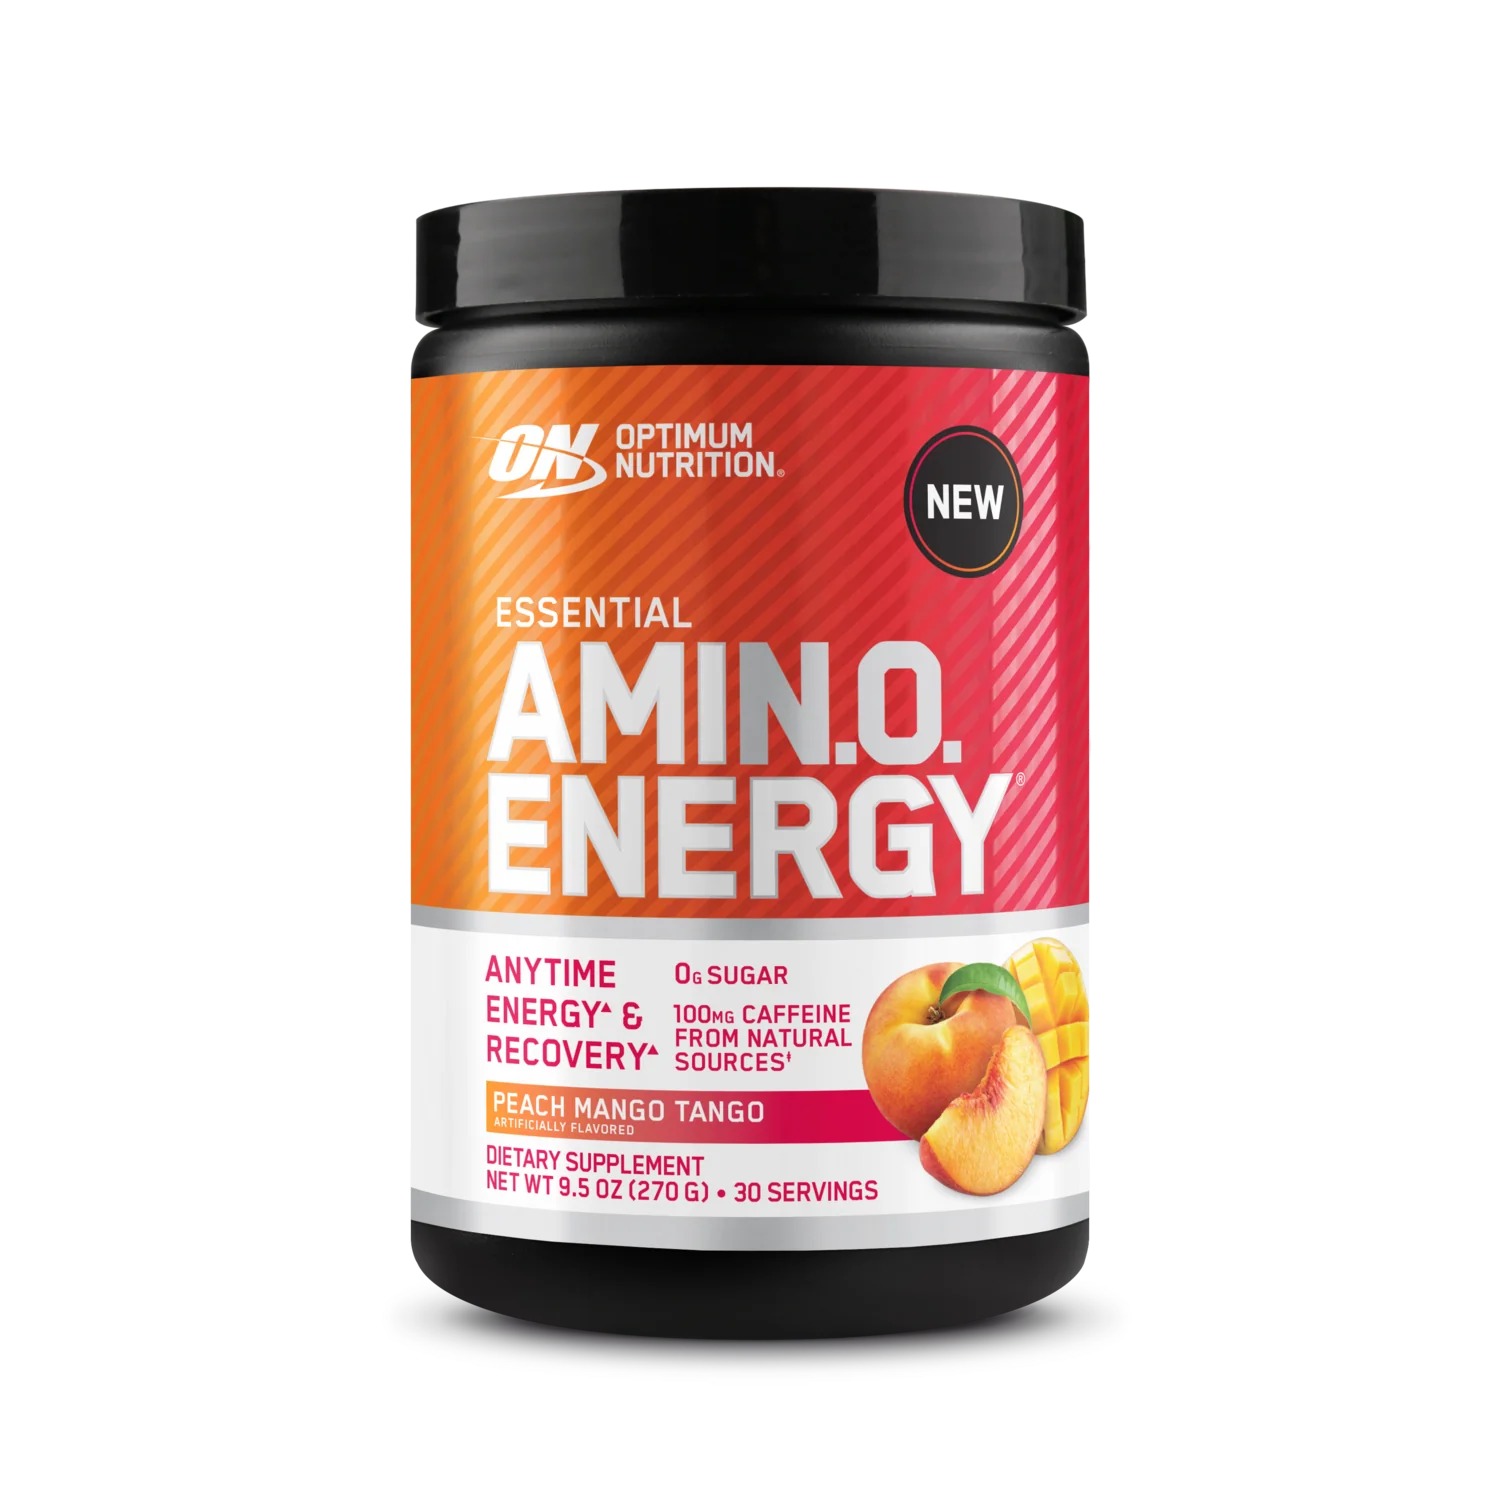 ON OPTIMUM
NUTRITION®
NEW
ESSENTIAL
AMIN.O.
ENERGY®
ANYTIME
ENERGY▲ &
RECOVERY▲
0G SUGAR
100MG CAFFEINE
FROM NATURAL
SOURCES‡
PEACH MANGO TANGO
ARTIFICIALLY FLAVORED
DIETARY SUPPLEMENT
NET WT 9.5 OZ (270 G) • 30 SERVINGS